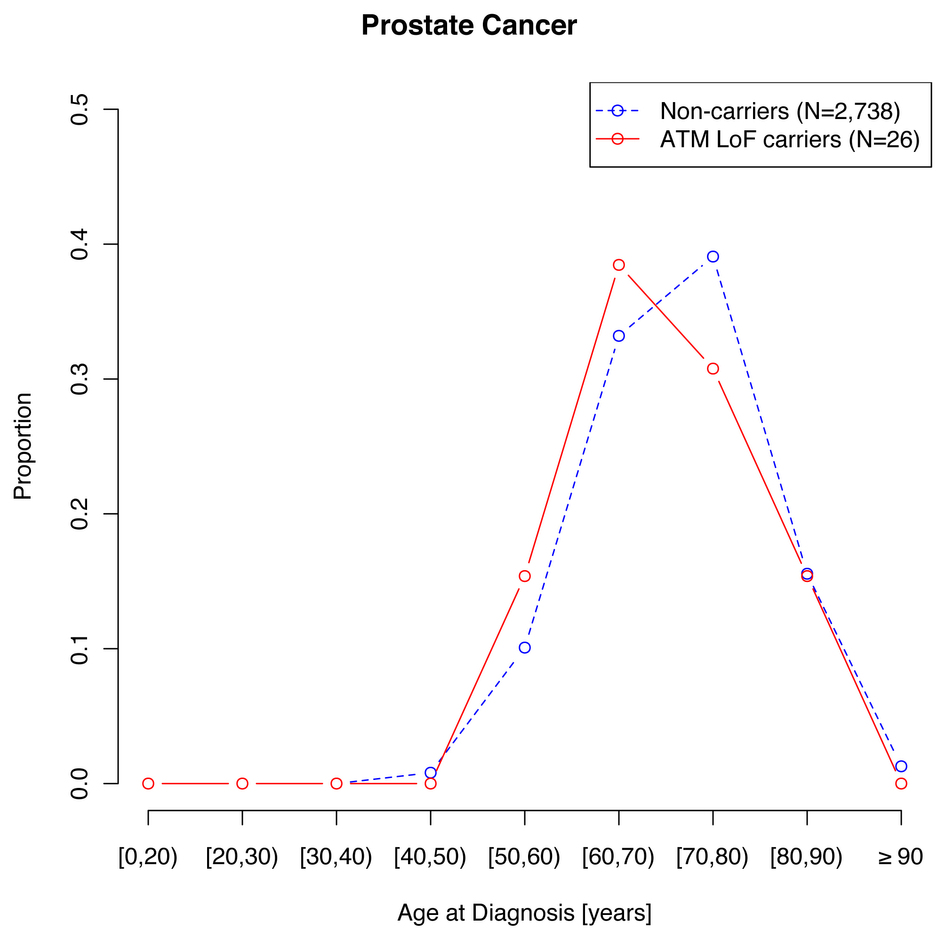 Prostate Cancer
Non-carriers (N=2,738)
ATM LoF carriers (N=26)
0.5
0.4
0.3
0.2
0.1
0.0
Proportion
[0,20) [20,30) [30,40) [40,50) [50,60) [60,70) [70,80) [80,90) ≥ 90
Age at Diagnosis [years]